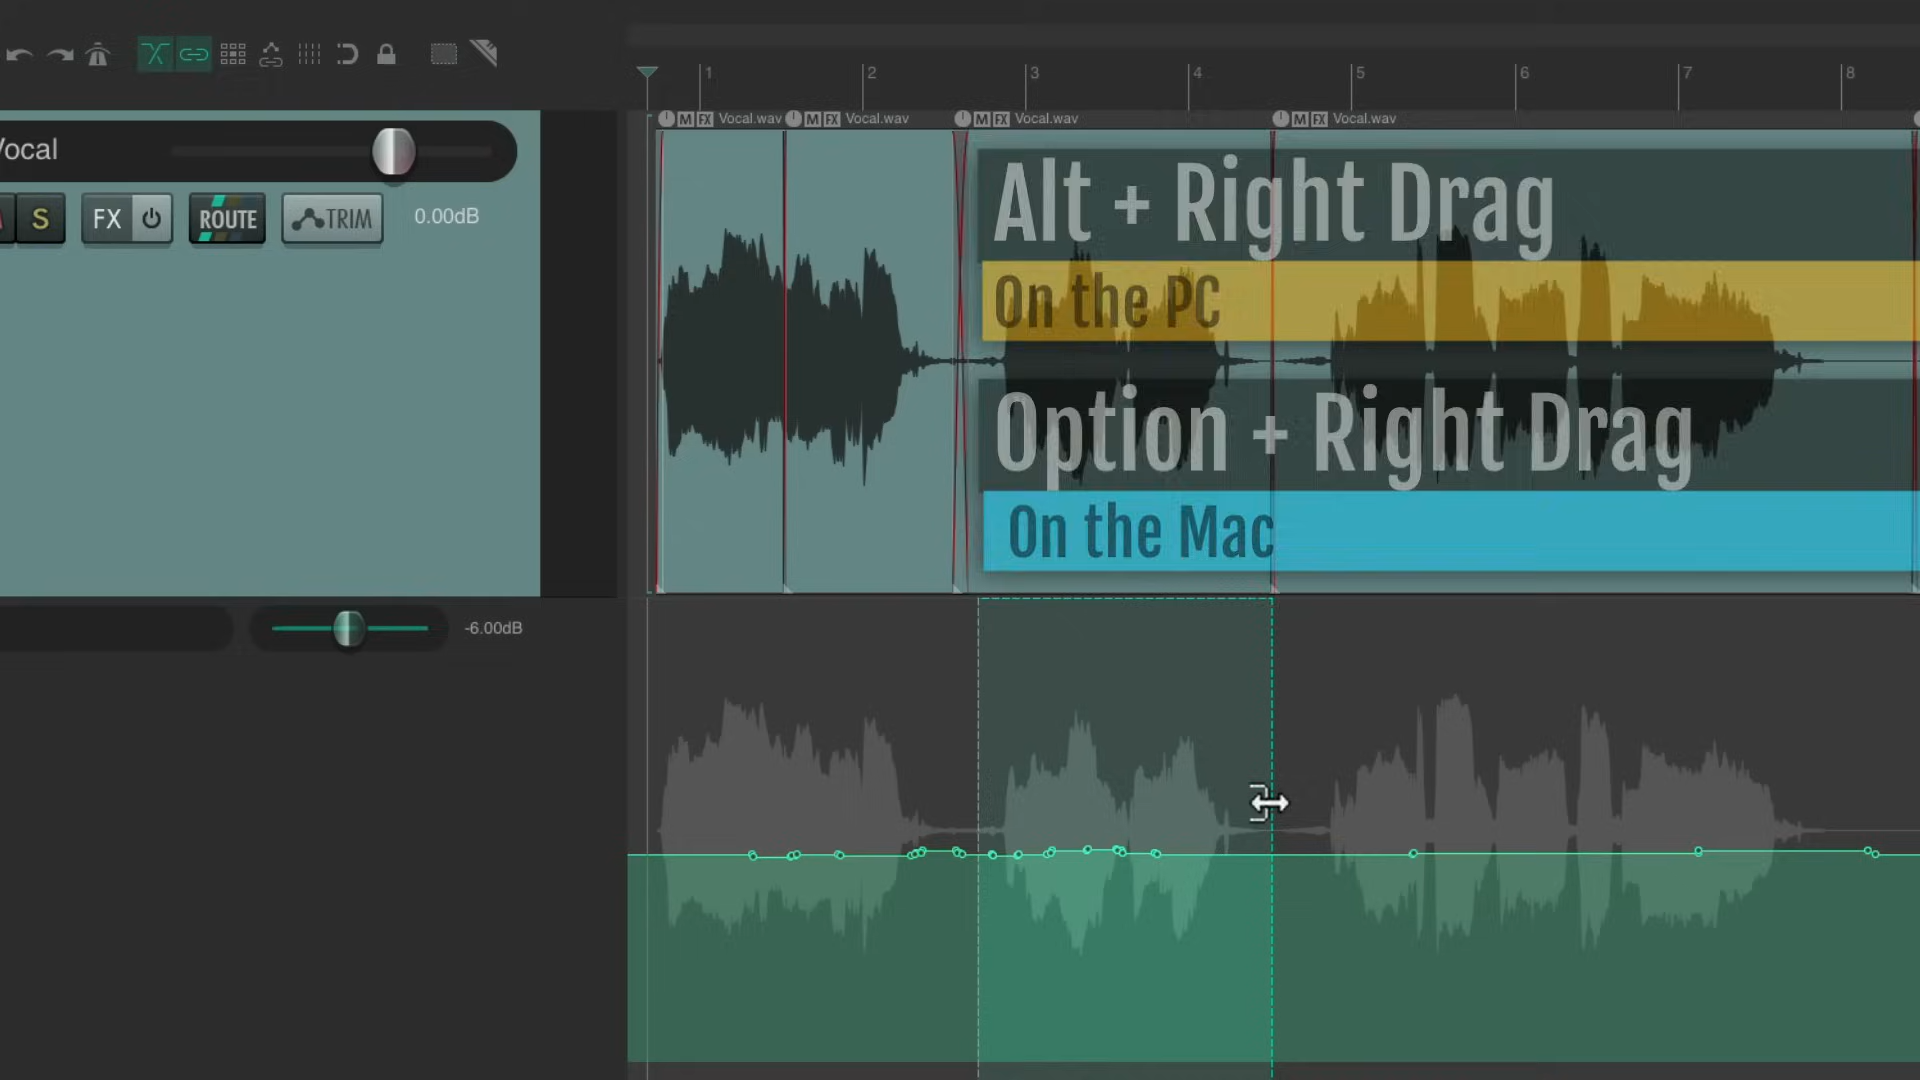 1 2 3 4 5 6 7 8
M FX Vocal.wav M FX Vocal.wav M FX Vocal.wav M FX Vocal.wav
Vocal
S FX ROUTE TRIM 0.00dB
Alt + Right Drag
On the PC
Option + Right Drag
On the Mac
-6.00dB